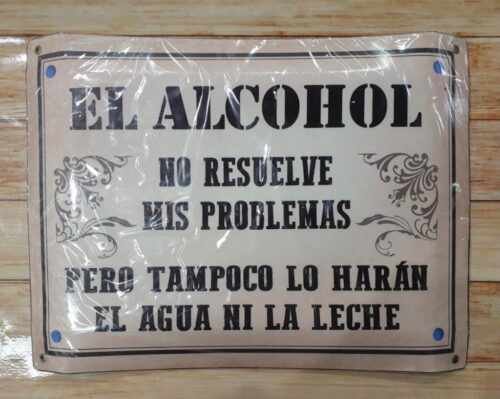 EL ALCOHOL
NO RESUELVE
MIS PROBLEMAS
PERO TAMPOCO LO HARÁN
EL AGUA NI LA LECHE